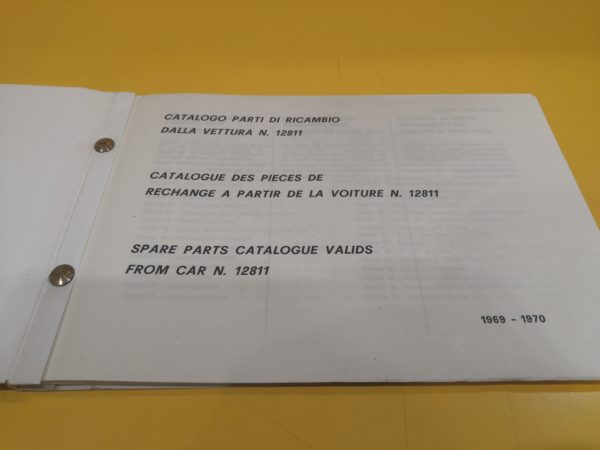 CATALOGO PARTI DI RICAMBIO
DALLA VETTURA N. 12811
CATALOGUE DES PIECES DE
RECHANGE A PARTIR DE LA VOITURE N. 12811
SPARE PARTS CATALOGUE VALIDS
FROM CAR N. 12811
1969 - 1970